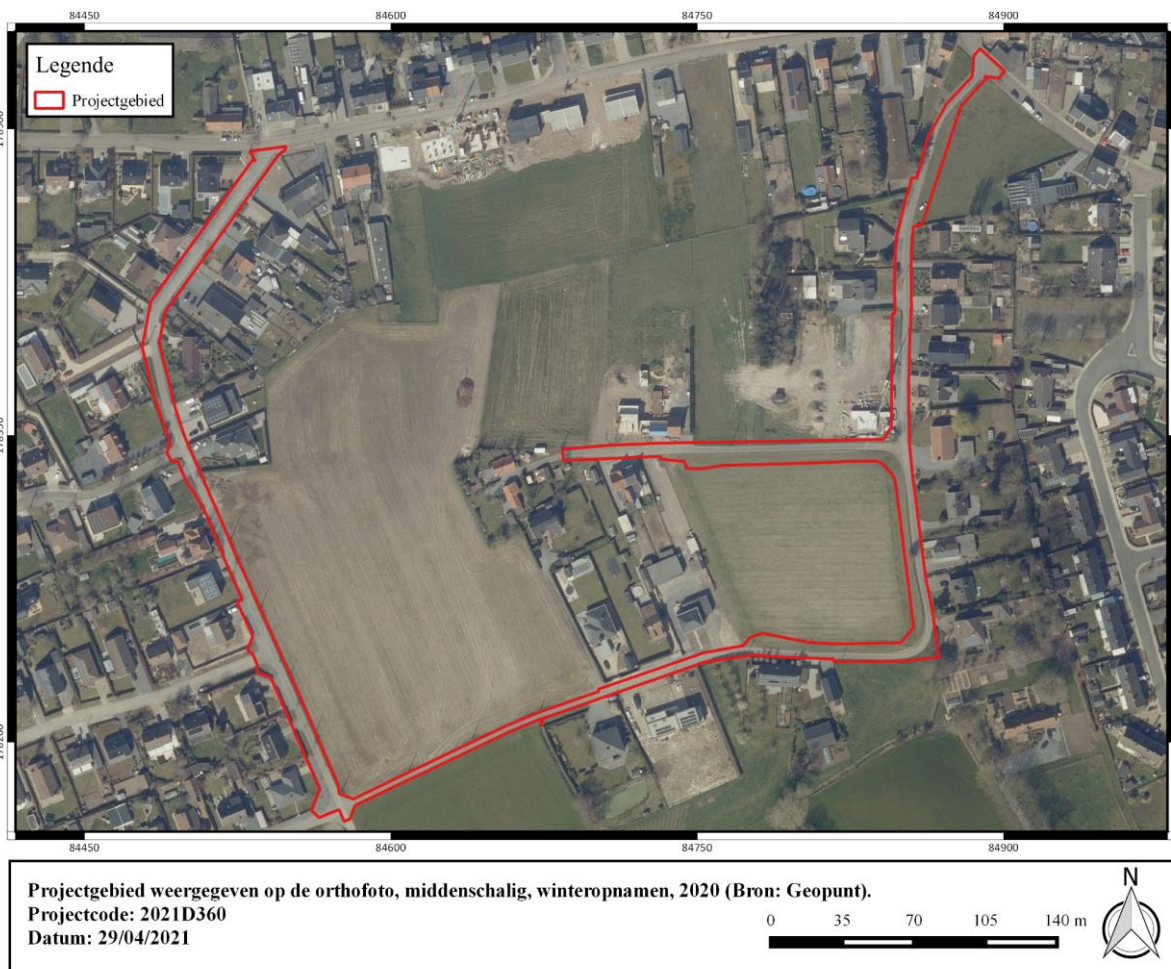 84450 84600 84750 84900
Legende
Projectgebied
84450 84600 84750 84900
Projectgebied weergegeven op de orthofoto, middenschalig, winteropnamen, 2020 (Bron: Geopunt).
Projectcode: 2021D360
Datum: 29/04/2021
0 35 70 105 140 m
N